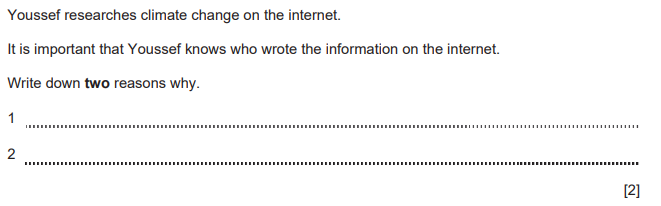 Youssef researches climate change on the internet.
It is important that Youssef knows who wrote the information on the internet.
Write down two reasons why.
1
2
[2]